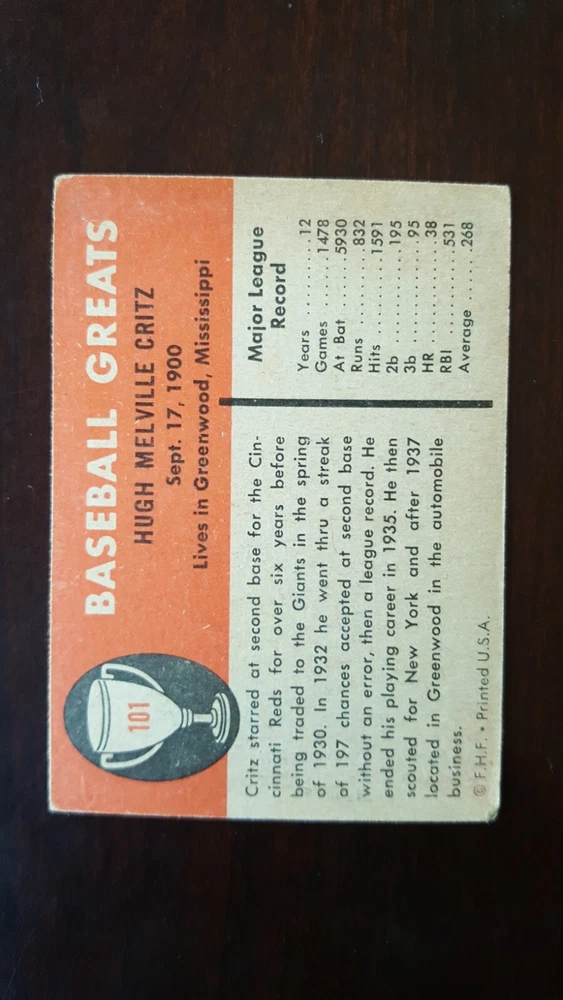 101
BASEBALL GREATS
HUGH MELVILLE CRITZ
Sept. 17, 1900
Lives in Greenwood, Mississippi
Critz starred at second base for the Cin-
cinnati Reds for over six years before
being traded to the Giants in the spring
of 1930. In 1932 he went thru a streak
of 197 chances accepted at second base
without an error, then a league record. He
ended his playing career in 1935. He then
scouted for New York and after 1937
located in Greenwood in the automobile
business.
© F.H.F. • Printed U.S.A.
Major League
Record
Years ..........12
Games .......1478
At Bat .......5930
Runs .........832
Hits ..........1591
2b ...........195
3b ............95
HR ............38
RBI ..........531
Average ......268